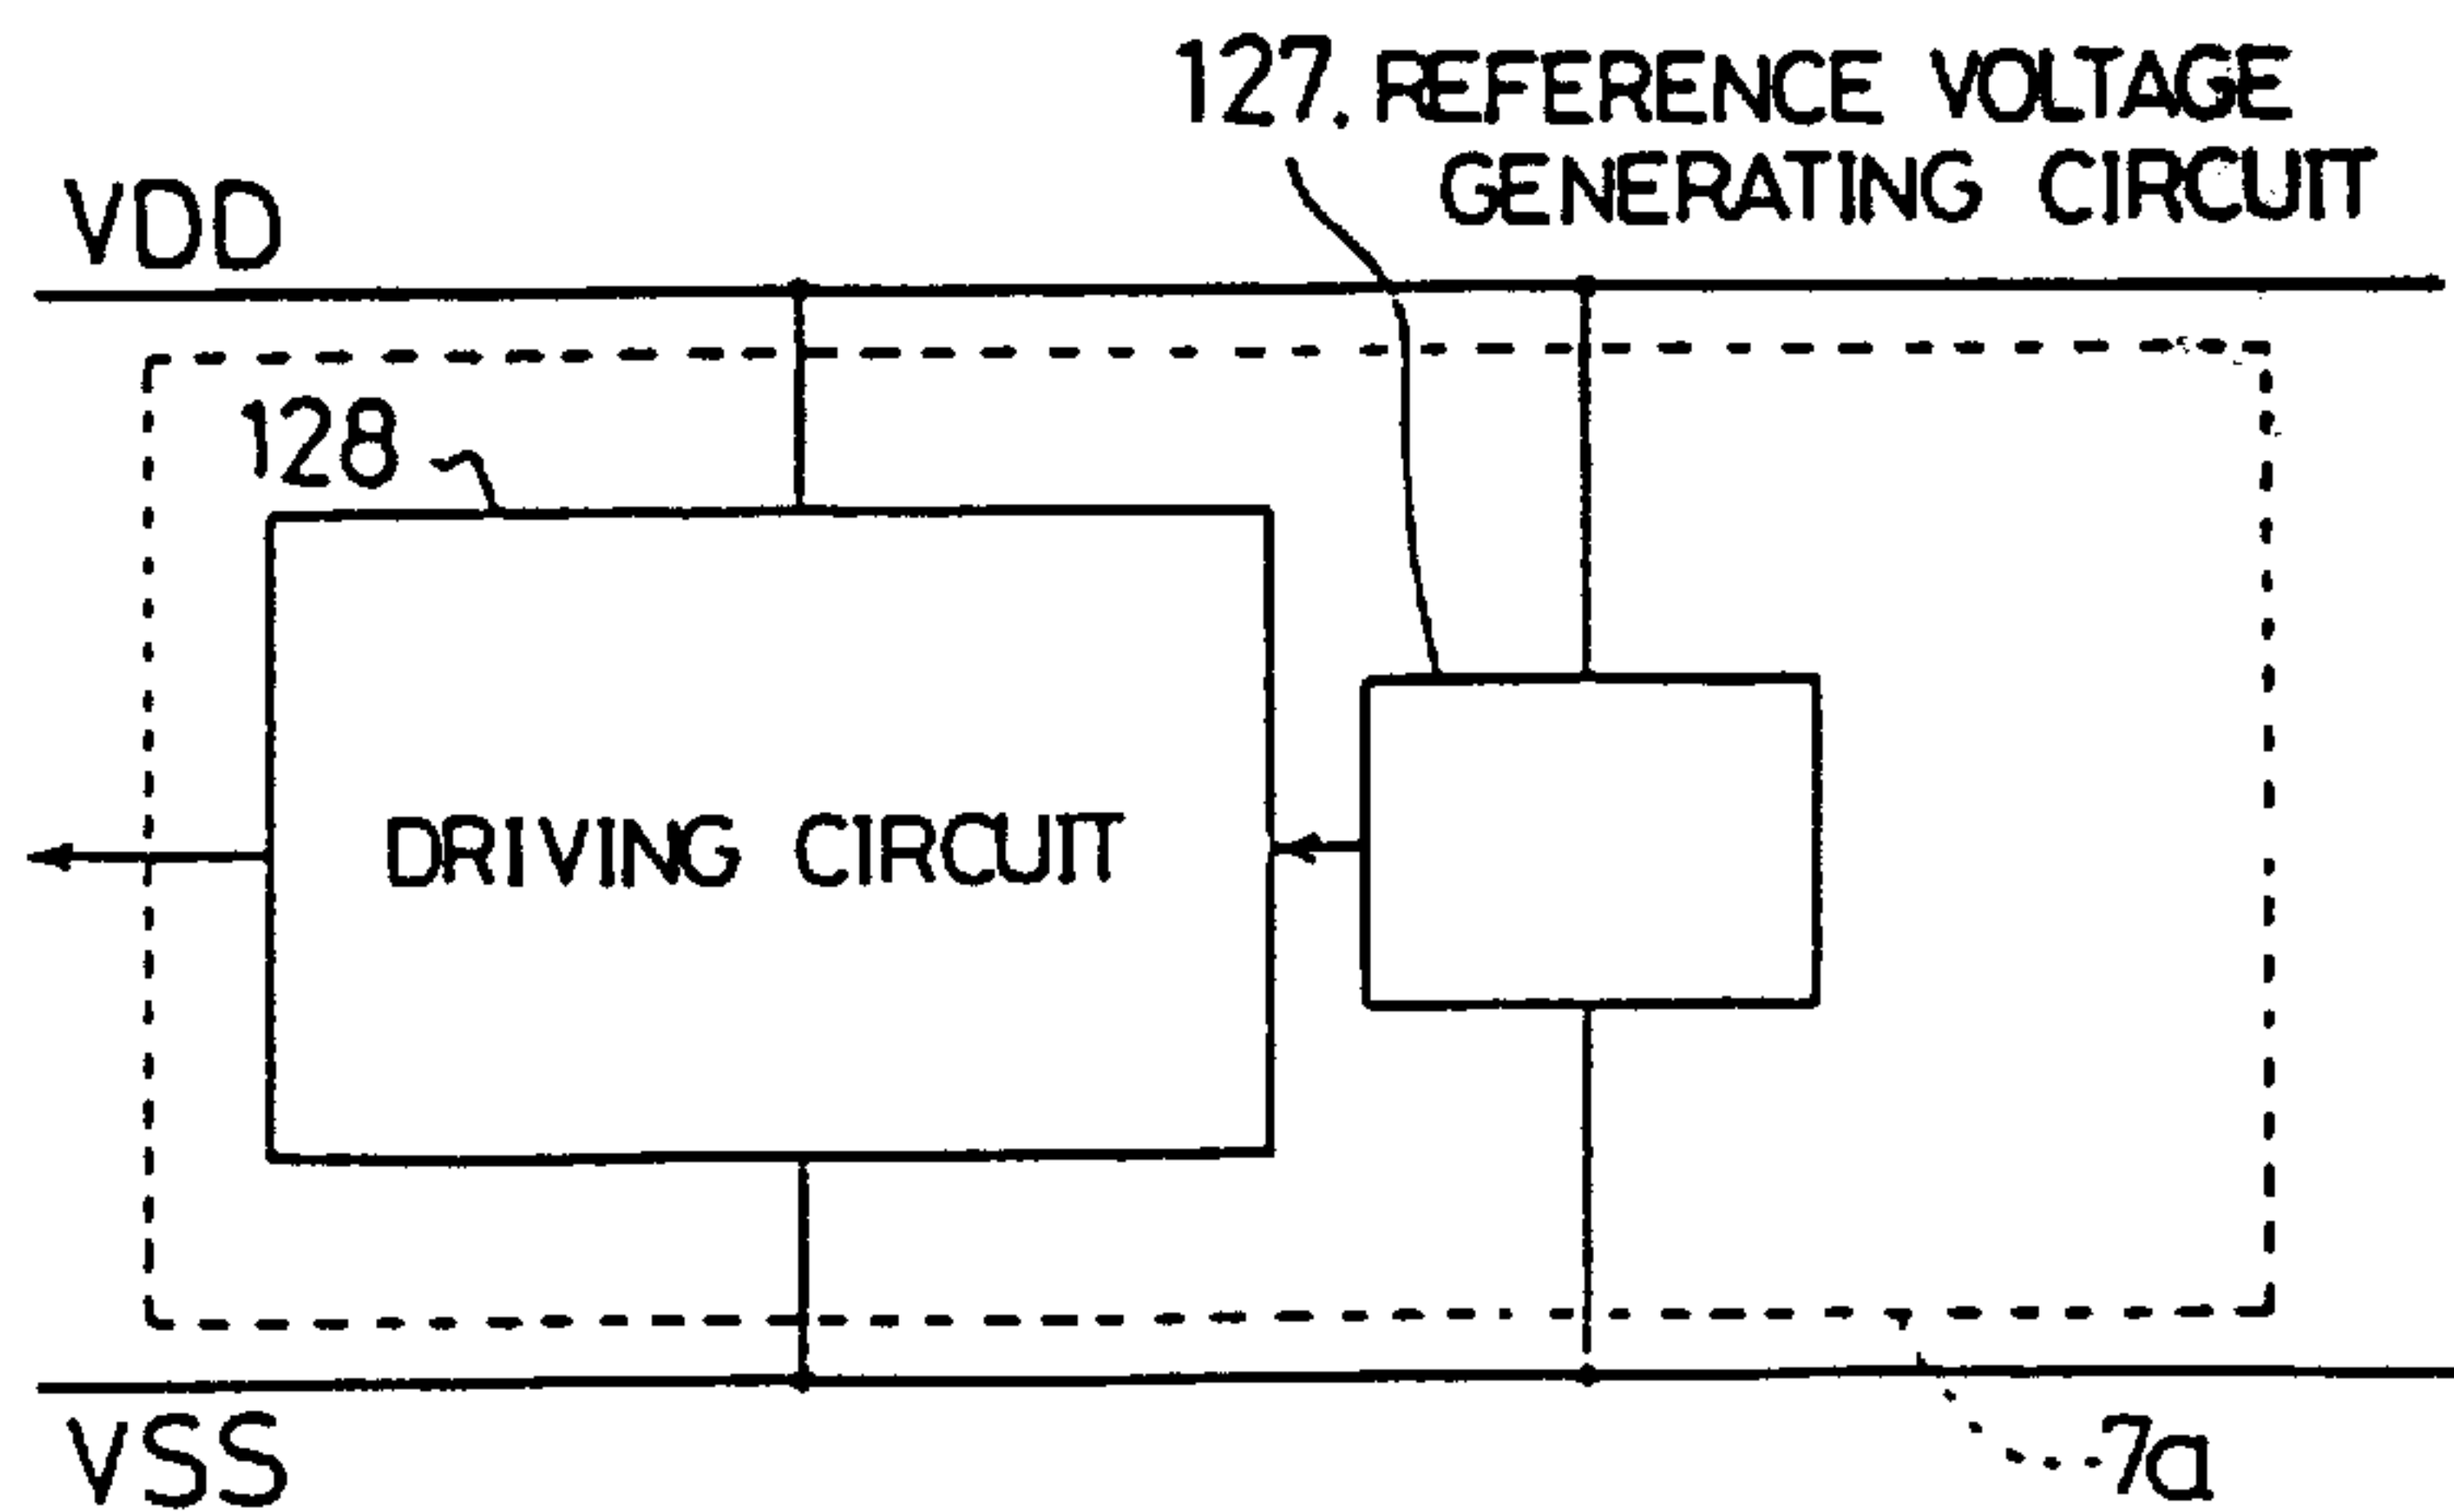 127. REFERENCE VOLTAGE
GENERATING CIRCUIT
VDD
128
DRIVING CIRCUIT
VSS
7a